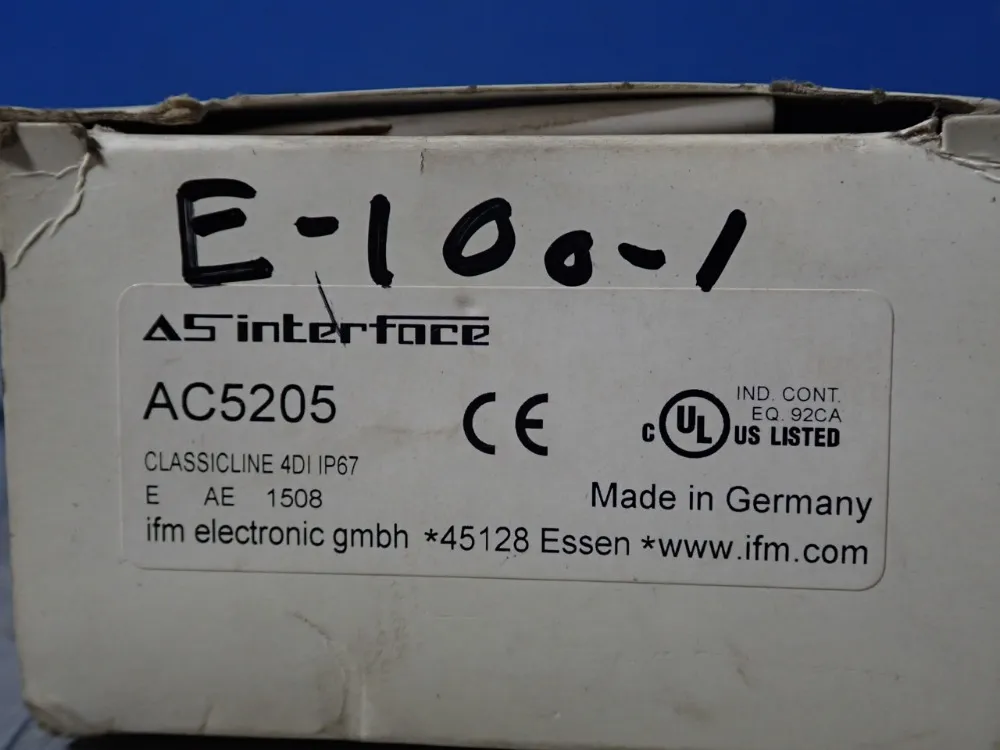 E-100-1
AS interface
AC5205
CE
C UL US LISTED
IND. CONT.
EQ. 92CA
CLASSICLINE 4DI IP67
E AE 1508
Made in Germany
ifm electronic gmbh *45128 Essen *www.ifm.com